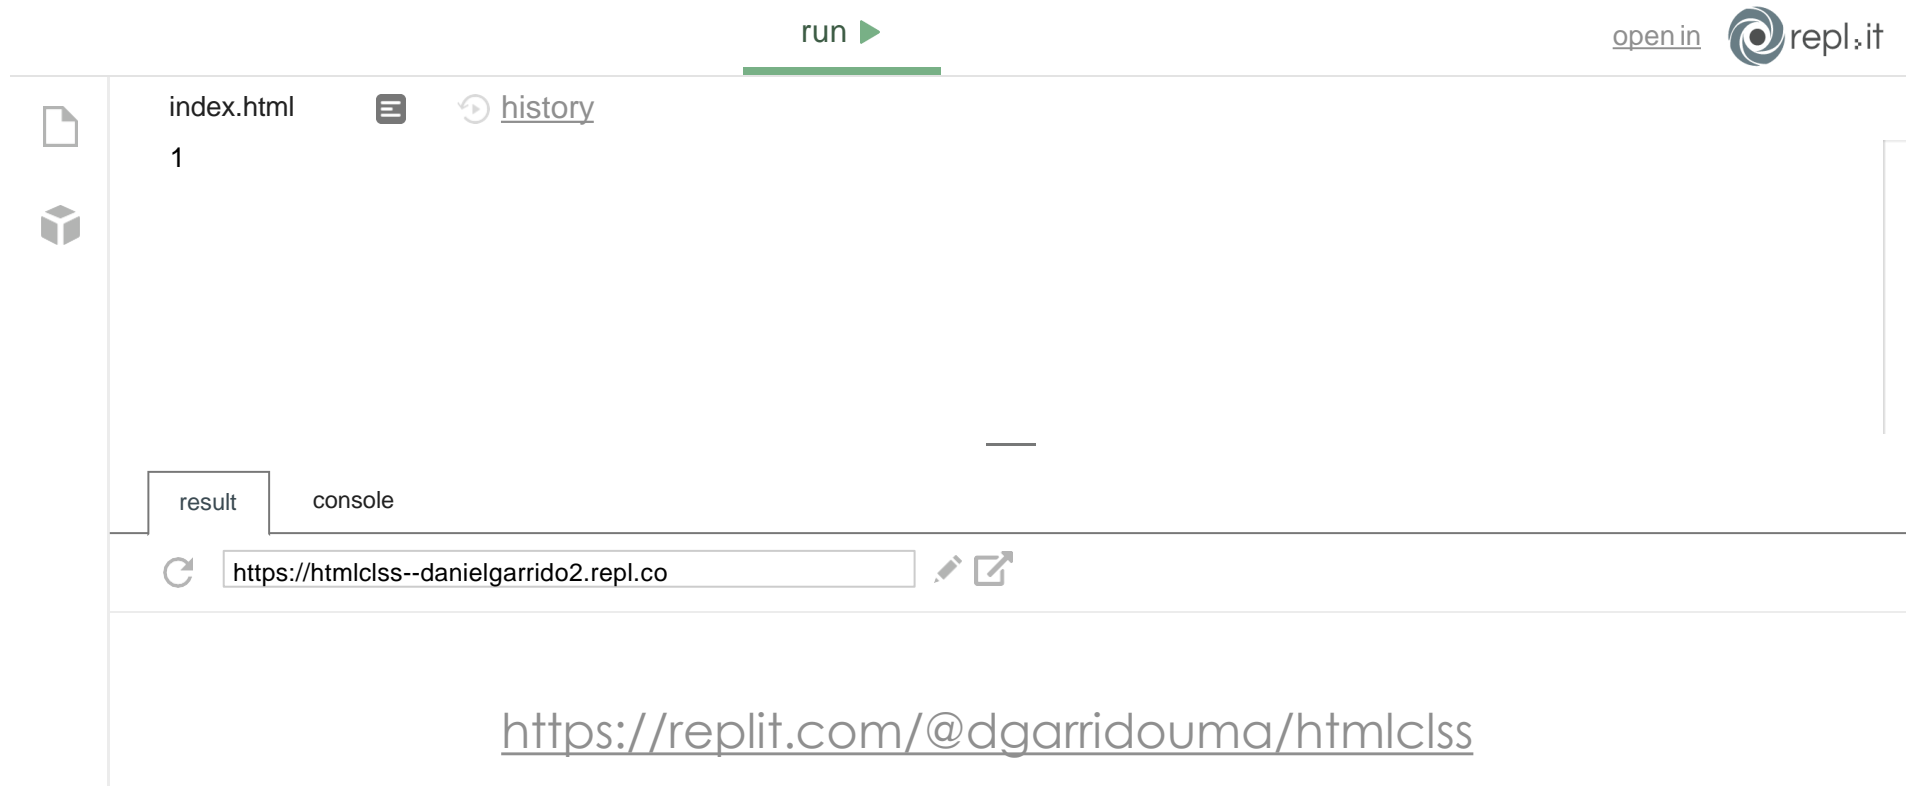 run
open in repl.it
index.html history
1
result console
https://htmlclss--danielgarrido2.repl.co
https://replit.com/@dgarridouma/htmlclss